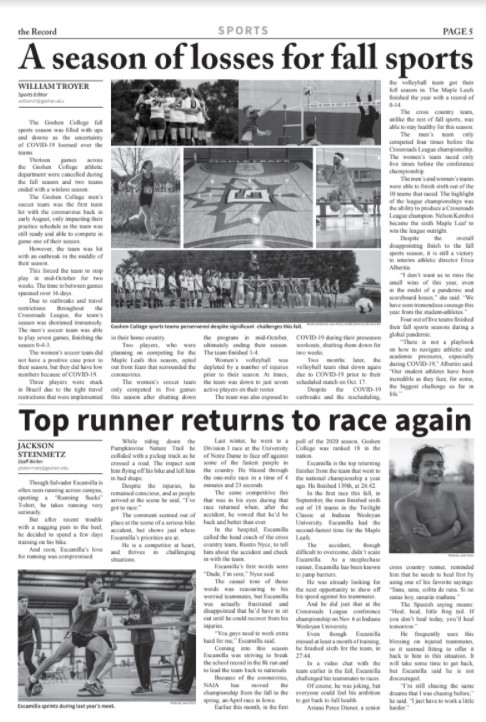 the Record
SPORTS
PAGE 5
A season of losses for fall sports
WILLIAM TROYER
Sports Editor
The Goshen College fall
sports season was filled with ups
and downs as the uncertainty
of COVID-19 loomed over the
teams.
Thirteen games across
the Goshen College athletic
department were cancelled during
the fall season and two teams
ended with a winless season.
The Goshen College men's
soccer team was the first team
hit with the coronavirus back in
early August, only impacting their
practice schedule as the team was
still ready and able to compete in
game one of their season.
However, the team was hit
with an outbreak in the middle of
their season.
This forced the team to stop
play in mid-October for two
weeks. The time in between games
spanned over 16 days.
Due to outbreaks and travel
restrictions throughout the
Crossroads League, the team's
season was shortened immensely.
The men's soccer team was able
to play seven games, finishing the
season 0-6-1.
The women's soccer team did
not have a positive case prior to
their season, but they did have low
numbers because of COVID-19.
Three players were stuck
in Brazil due to the tight travel
restrictions that were implemented
Goshen College sports teams perservered despite significant challenges this fall.
in their home country.
Two players, who were
planning on competing for the
Maple Leafs this season, opted
out from fears that surrounded the
coronavirus.
The women's soccer team
only competed in five games
this season after shutting down
the program in mid-October,
ultimately ending their season.
The team finished 1-4.
Women's volleyball was
depleted by a number of injuries
prior to their season. At times,
the team was down to just seven
active players on their roster.
The team was also exposed to
COVID-19 during their preseason
workouts, shutting them down for
two weeks.
Two months later, the
volleyball team shut down again
due to COVID-19 prior to their
scheduled match on Oct. 17.
Despite the COVID-19
outbreaks and the rescheduling,
the volleyball team got their
full season in. The Maple Leafs
finished the year with a record of
0-14.
The cross country team,
unlike the rest of fall sports, was
able to stay healthy for this season.
The men's team only
competed four times before the
Crossroads League championship.
The women's team raced only
five times before the conference
championship.
The men's and women's teams
were able to finish sixth out of the
10 teams that raced. The highlight
of the league championships was
the ability to produce a Crossroads
League champion. Nelson Kemboi
became the sixth Maple Leaf to
win the league outright.
Despite the overall
disappointing finish to the fall
season, it is still a victory
to interim athletic director Erica
Albertin.
"I don't want us to miss the
small wins of this year, even
in the midst of a pandemic and
scoreboard losses," she said. "We
have seen tremendous courage this
year from the student-athletes."
Four out of five teams finished
their fall sports seasons during a
global pandemic.
"There is not a playbook
on how to navigate athletic and
academic pressures, especially
during COVID-19," Albertin said.
"Our student athletes have been
incredible as they face, for some,
the biggest challenge so far in
life."
Top runner returns to race again
JACKSON
STEINMETZ
Staff Writer
Though Salvador Escamilla is
often seen running across campus,
sporting a "Running Sucks"
T-shirt, he takes running very
seriously.
But after recent trouble
with a nagging pain in the heel,
he decided to spend a few days
training on his bike.
And soon, Escamilla's love
for running was compromised.
While riding down the
Pumpkinvine Nature Trail he
collided with a pickup truck as he
crossed a road. The impact sent
him flying off his bike and left him
in bad shape.
Despite the injuries, he
remained conscious, and as people
arrived at the scene he said, "I've
got to race."
The comment seemed out of
place at the scene of a serious bike
accident, but shows just where
Escamilla's priorities are at.
He is a competitor at heart,
and thrives in challenging
situations.
Escamilla sprints during last year's meet.
Last winter, he went to a
Division 1 race at the University
of Notre Dame to face off against
some of the fastest people in
the country. He blazed through
the one-mile race in a time of 4
minutes and 23 seconds.
The same competitive fire
that was in his eyes during that
race returned when, after the
accident, he vowed that he'd be
back and better than ever.
In the hospital, Escamilla
called the head coach of the cross
country team, Rustin Nyce, to tell
him about the accident and check
in with the team.
Escamilla's first words were
"Dude, I'm sore," Nyce said.
The casual tone of those
words was reassuring to his
worried teammates, but Escamilla
was actually frustrated and
disappointed that he'd have to sit
out until he could recover from his
injuries.
"You guys need to work extra
hard for me," Escamilla said.
Coming into this season
Escamilla was striving to break
the school record in the 8k run and
to lead the team back to nationals.
Because of the coronavirus,
NAIA has moved the
championship from the fall to the
spring, an April race in Iowa.
Earlier this month, in the first
poll of the 2020 season, Goshen
College was ranked 18 in the
nation.
Escamilla is the top returning
finisher from the team that went to
the national championship a year
ago. He finished 139th, at 26:42.
In the first race this fall, in
September, the men finished sixth
out of 18 teams in the Twilight
Classic at Indiana Wesleyan
University. Escamilla had the
second-fastest time for the Maple
Leafs.
The accident, though
difficult to overcome, didn't scare
Escamilla. As a steeplechase
runner, Escamilla has been known
to jump barriers.
He was already looking for
the next opportunity to show off
his speed against his teammates.
And he did just that at the
Crossroads League conference
championship on Nov. 6 at Indiana
Wesleyan University.
Even though Escamilla
missed at least a month of training,
he finished sixth for the team, in
27:44.
In a video chat with the
team earlier in the fall, Escamilla
challenged his teammates to races.
Of course, he was joking, but
everyone could feel his ambition
to get back to full health.
Ariana Perez Diener, a senior
cross country runner, reminded
him that he needs to heal first by
using one of his favorite sayings:
"Sana, sana, colita de rana. Si no
sanas hoy, sanarás mañana."
The Spanish saying means:
"Heal, heal, little frog tail. If
you don't heal today, you'll heal
tomorrow."
He frequently uses this
blessing on injured teammates,
so it seemed fitting to offer it
back to him in this situation. It
will take some time to get back,
but Escamilla said he is not
discouraged.
"I'm still chasing the same
dreams that I was chasing before,"
he said. "I just have to work a little
harder."